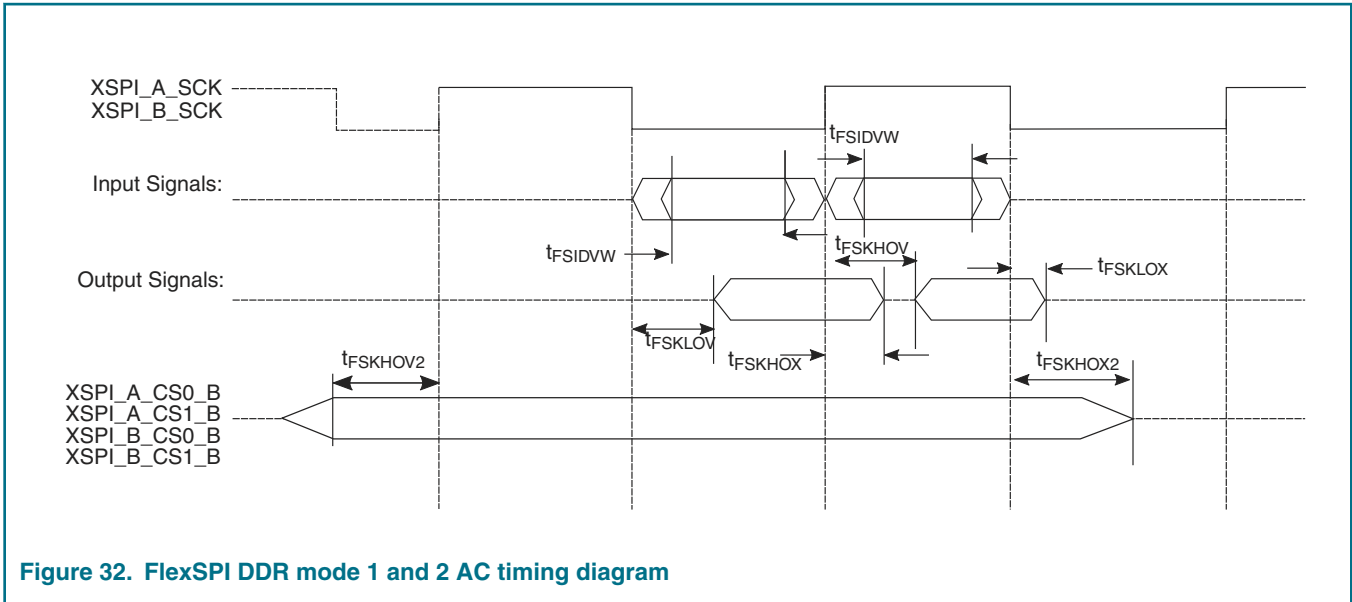 XSPI_A_SCK
XSPI_B_SCK
tFSIDVW
Input Signals:
tFSIDVW
tFSKHOV
Output Signals:
tFSKLOX
tFSKLOV
tFSKHOX
tFSKHOV2
tFSKHOX2
XSPI_A_CS0_B
XSPI_A_CS1_B
XSPI_B_CS0_B
XSPI_B_CS1_B
Figure 32. FlexSPI DDR mode 1 and 2 AC timing diagram